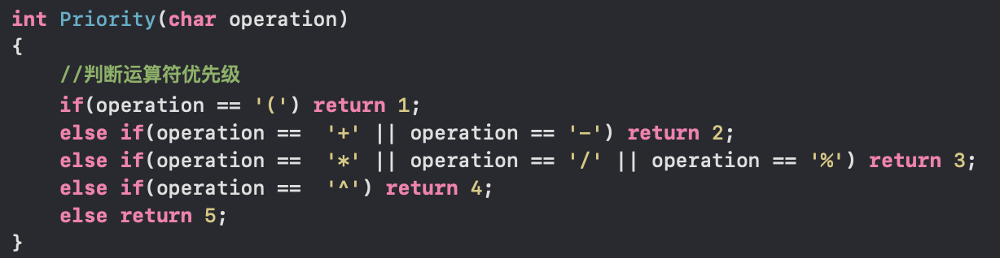 int Priority(char operation)
{
    //判断运算符优先级
    if(operation == '(') return 1;
    else if(operation ==  '+' || operation == '-') return 2;
    else if(operation ==  '*' || operation == '/' || operation == '%') return 3;
    else if(operation ==  '^') return 4;
    else return 5;
}